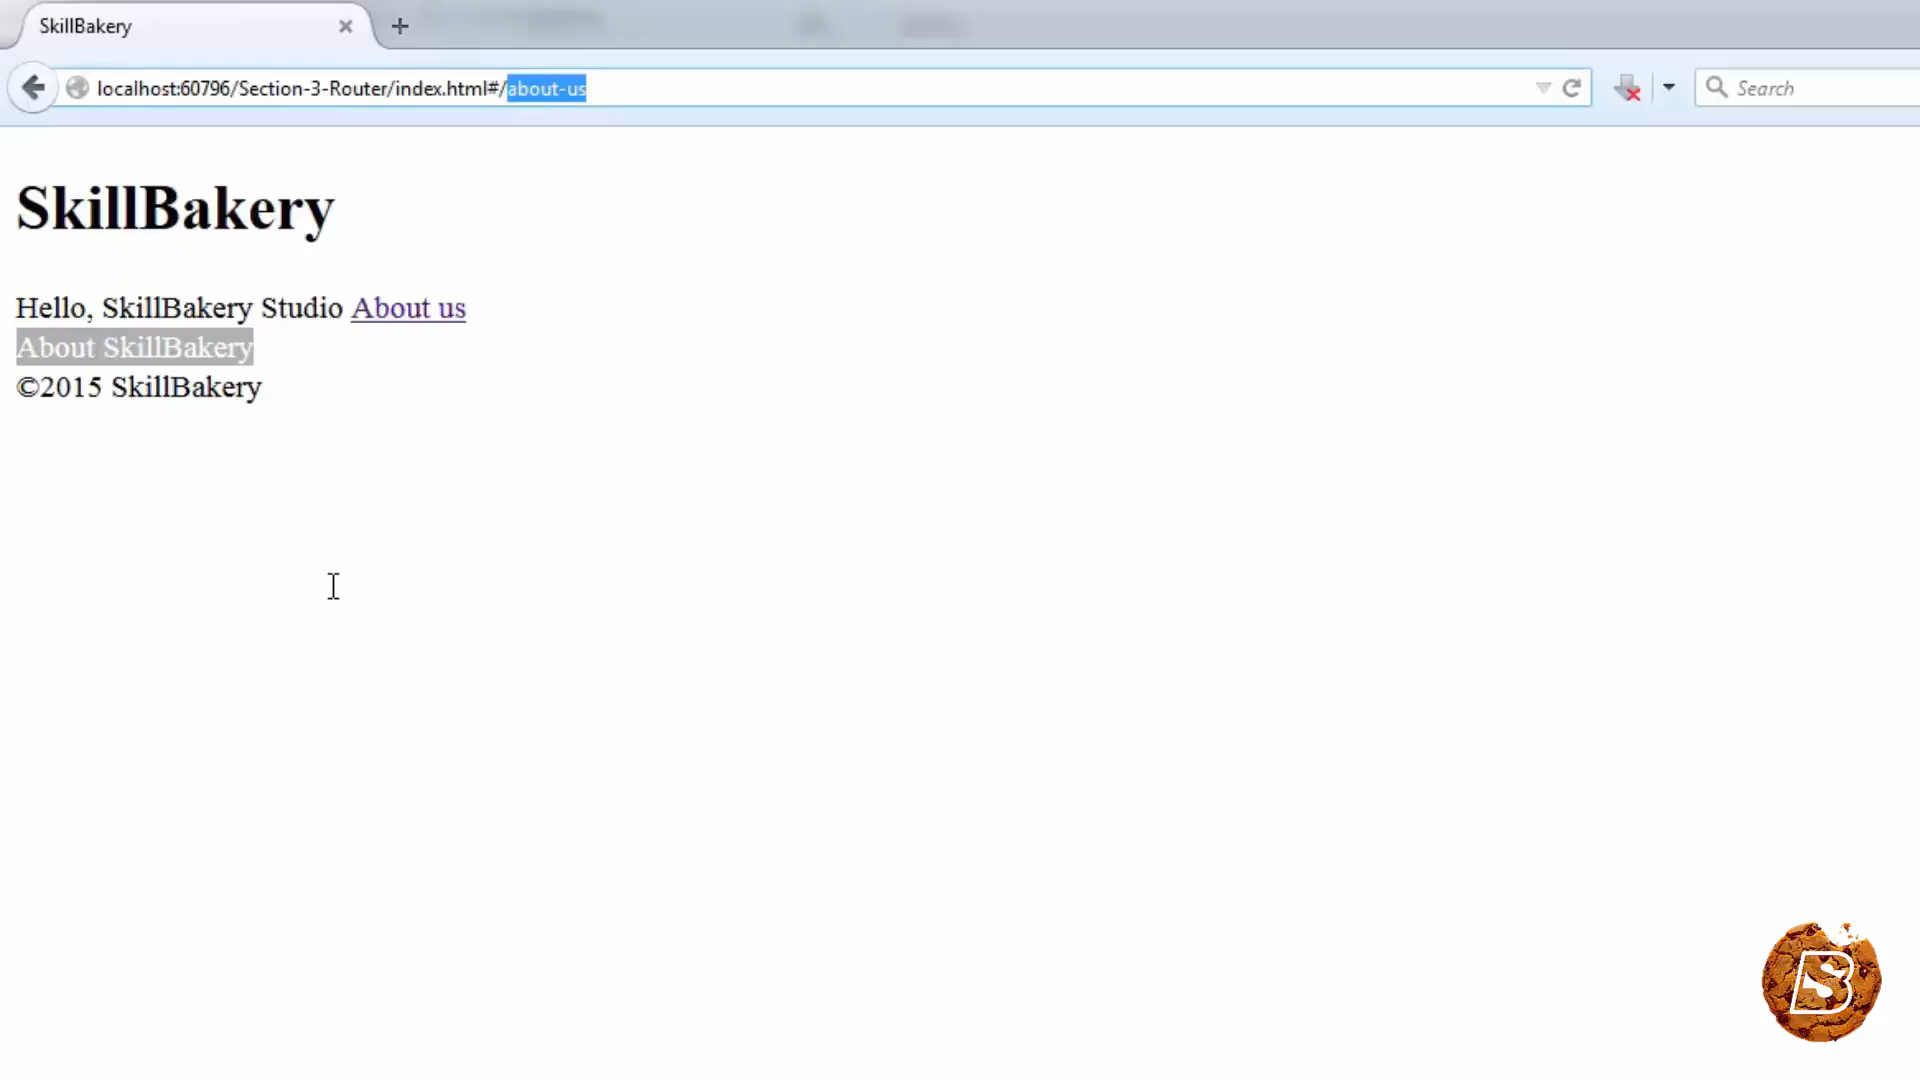 SkillBakery
localhost:60796/Section-3-Router/index.html#/about-us
Search
SkillBakery
Hello, SkillBakery Studio About us
About SkillBakery
©2015 SkillBakery